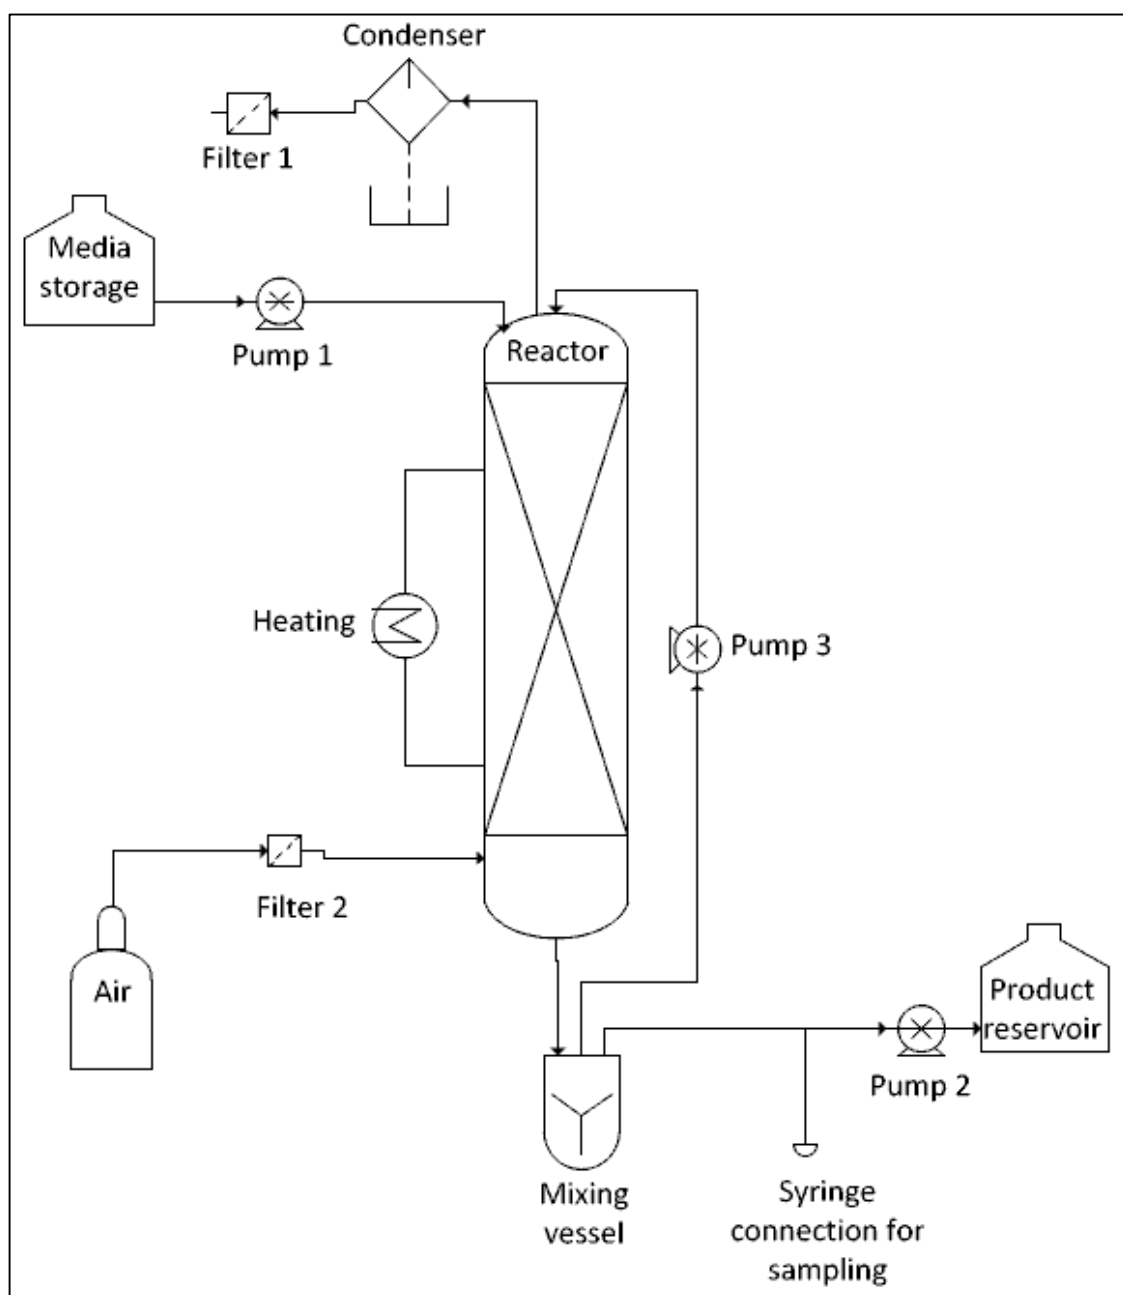 Condenser
Filter 1
Media
storage
Pump 1
Reactor
Heating
Pump 3
Filter 2
Air
Product
reservoir
Pump 2
Mixing
vessel
Syringe
connection for
sampling